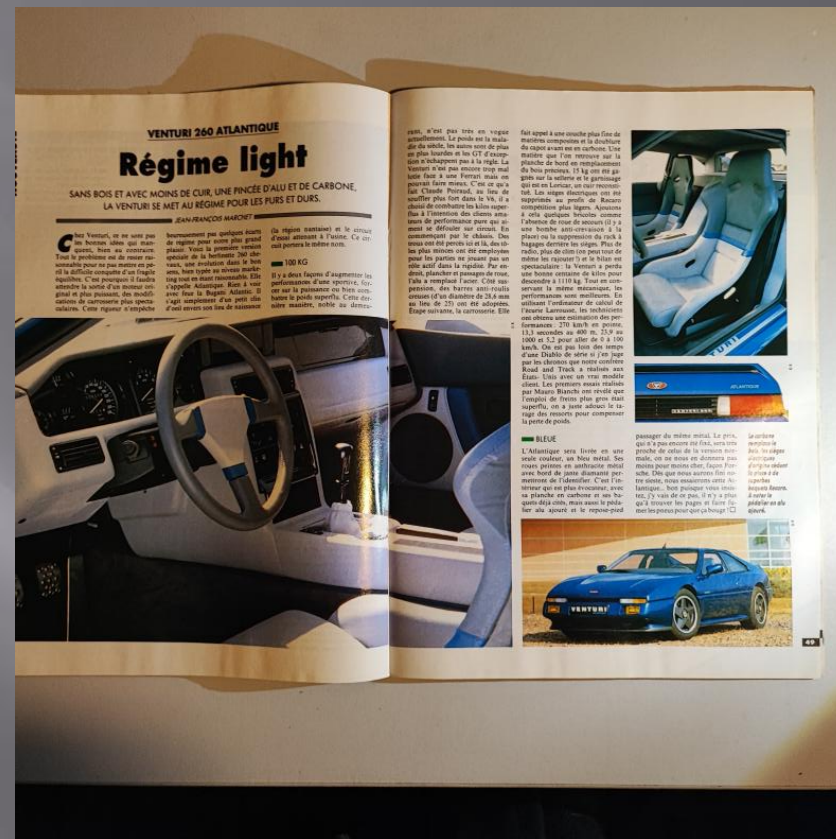 VENTURI 260 ATLANTIQUE
Régime light
SANS BOIS ET AVEC MOINS DE CUIR, UNE PINCÉE D'ALU ET DE CARBONE,
LA VENTURI SE MET AU RÉGIME POUR LES PURS ET DURS.
JEAN-FRANÇOIS MARCHET
Chez Venturi, ce ne sont pas
les bonnes idées qui man-
quent, bien au contraire.
Tout le problème est de rester rai-
sonnable pour ne pas mettre en pé-
ril la difficile conquête d'un fragile
équilibre. C'est pourquoi il faudra
attendre la sortie d'un moteur ori-
ginal et plus puissant, des modifi-
cations de carrosserie plus specta-
culaires. Cette rigueur n'empêche
heureusement pas quelques écarts
de régime pour notre plus grand
plaisir. Voici la première version
spéciale de la berlinette 260 che-
vaux, une évolution dans le bon
sens, bien typée au niveau marke-
ting tout en étant raisonnable. Elle
s'appelle Atlantique. Rien à voir
avec feue la Bugatti Atlantic. Il
s'agit simplement d'un petit clin
d'oeil envers son lieu de naissance
(la région nantaise) et le circuit
d'essai attenant à l'usine. Ce cir-
cuit portera le même nom.
100 KG
Il y a deux façons d'augmenter les
performances d'une sportive, for-
cer sur la puissance ou bien com-
battre le poids superflu. Cette der-
nière manière, noble au demeu-
rant, n'est pas très en vogue
actuellement. Le poids est la mala-
die du siècle, les autos sont de plus
en plus lourdes et les GT d'excep-
tion n'échappent pas à la règle. La
Venturi n'est pas encore trop mal
lotie face à une Ferrari mais on
pouvait faire mieux. C'est ce qu'a
fait Claude Poiraud, au lieu de
souffler plus fort dans le V6, il a
choisi de combattre les kilos super-
flus à l'intention des clients ama-
teurs de performance purs qui ai-
ment se défouler sur circuit. En
commençant par le châssis. Des
trous ont été percés ici et là, des tô-
les plus minces ont été employées
pour les parties ne jouant pas un
rôle actif dans la rigidité. Par en-
droit, plancher et passages de roues,
l'alu a remplacé l'acier. Côté sus-
pension, des barres anti-roulis
creuses (d'un diamètre de 28,6 mm
au lieu de 25) ont été adoptées.
Étape suivante, la carrosserie. Elle
fait appel à une couche plus fine de
matières composites et la doublure
du capot avant est en carbone. Une
matière que l'on retrouve sur la
planche de bord en remplacement
du bois précieux. 15 kg ont été ga-
gnés sur la sellerie et le garnissage
qui est en Loricar, un cuir reconsti-
tué. Les sièges électriques ont été
supprimés au profit de Recaro
compétition plus légers. Ajoutons
à cela quelques bricoles comme
l'absence de roue de secours (il y a
une bombe anti-crevaison à la
place) ou la suppression du rack à
bagages derrière les sièges. Plus de
radio, plus de clim (on peut tout de
même les rajouter!) et le bilan est
spectaculaire : la Venturi a perdu
une bonne centaine de kilos pour
descendre à 1110 kg. Tout en con-
servant la même mécanique, les
performances sont meilleures. En
utilisant l'ordinateur de calcul de
l'écurie Larrousse, les techniciens
ont obtenu une estimation des per-
formances : 270 km/h en pointe,
13,3 secondes au 400 m, 23,9 au
1000 et 5,2 pour aller de 0 à 100
km/h. On est pas loin des temps
d'une Diablo de série si j'en juge
par les chronos que notre confrère
Road and Track a réalisés aux
États- Unis avec un vrai modèle
client. Les premiers essais réalisés
par Mauro Bianchi ont révélé que
l'emploi de freins plus gros était
superflu, on a juste adouci le ta-
rage des ressorts pour compenser
la perte de poids.
BLEUE
L'Atlantique sera livrée en une
seule couleur, un bleu métal. Ses
roues peintes en anthracite métal
avec bord de jante diamanté per-
mettront de l'identifier. C'est l'in-
térieur qui est plus évocateur, avec
sa planche en carbone et ses ba-
quets déjà cités, mais aussi le péda-
lier alu ajouré et le repose-pied
passager du même métal. Le prix,
qui n'a pas encore été fixé, sera très
proche de celui de la version nor-
male, on ne nous en donnera pas
moins pour moins cher, façon Por-
sche. Dès que nous aurons fini no-
tre sieste, nous essaierons cette At-
lantique... bon puisque vous insis-
tez, j'y vais de ce pas, il n'y a plus
qu'à trouver les pages et faire fu-
mer les pneus pour que ça bouge !
Le carbone
remplace le
bois, les sièges
électriques
d'origine cèdent
la place à de
superbes
baquets Recaro.
A noter le
pédalier en alu
ajouré.
TURI
ATLANTIQUE
VENTURI
49